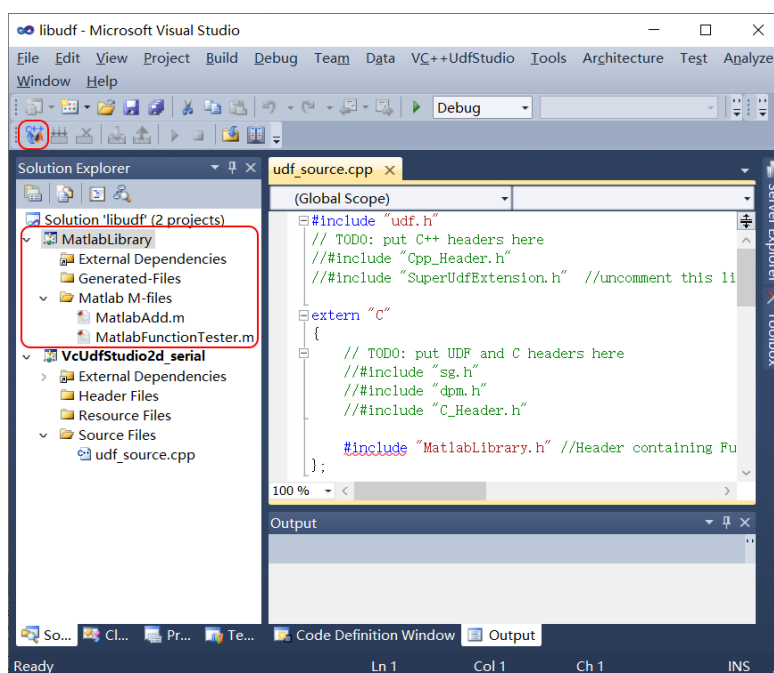 libudf - Microsoft Visual Studio
File Edit View Project Build Debug Team Data VC++UdfStudio Tools Architecture Test Analyze
Window Help
Debug
Solution Explorer
udf_source.cpp
(Global Scope)
Solution 'libudf' (2 projects)
MatlabLibrary
External Dependencies
Generated-Files
Matlab M-files
MatlabAdd.m
MatlabFunctionTester.m
VcUdfStudio2d_serial
External Dependencies
Header Files
Resource Files
Source Files
udf_source.cpp
#include "udf.h"
// TODO: put C++ headers here
//#include "Cpp_Header.h"
//#include "SuperUdfExtension.h" //uncomment this li
extern "C"
{
// TODO: put UDF and C headers here
//#include "sg.h"
//#include "dpm.h"
//#include "C_Header.h"
#include "MatlabLibrary.h" //Header containing Fu
};
100 %
Output
Server Explorer
Toolbox
So... Cl... Pr... Te... Code Definition Window Output
Ready Ln 1 Col 1 Ch 1 INS